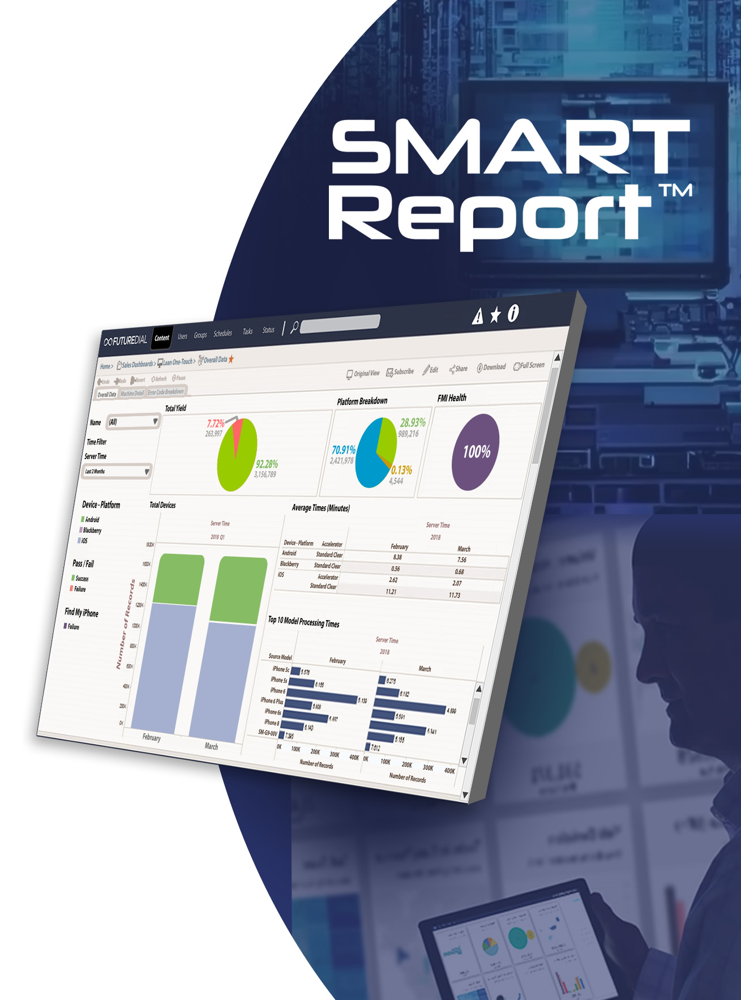 SMART
Report™
FUTUREDIAL Content Users Groups Schedules Tasks Status
Home > Sales Dashboards > Lean One-Touch > Overall Data
Undo Redo Revert Refresh Pause
Original View Subscribe Edit Share Download Full Screen
Overall Data Machine Detail Error Code Breakdown
Name (All)
Time Filter
Server Time
Last 2 Months
Total Yield
7.72%
263,997
92.28%
3,156,789
Platform Breakdown
28.93%
989,216
70.91%
2,421,978
0.13%
4,544
FMI Health
100%
Device - Platform
Android
Blackberry
iOS
Pass / Fail
Success
Failure
Find My iPhone
Failure
Total Devices
Server Time
2018 Q1
Number of Records
1800K
1600K
1400K
1200K
1000K
800K
600K
400K
200K
0K
February
March
Average Times (Minutes)
Server Time
2018
Device - Platform Accelerator February March
Android Standard Clear 8.38 7.56
Blackberry Standard Clear 0.56 0.68
iOS Accelerator 2.62 2.07
Standard Clear 11.21 11.73
Top 10 Model Processing Times
Server Time
2018
Source Model February March
iPhone 5c 6.275
iPhone 5s 6.182
iPhone 6
iPhone 6 Plus
iPhone 6s
iPhone 8
SM-G9-00V 7.395 7.012
0K 100K 200K 300K 400K 0K 100K 200K 300K 400K
Number of Records Number of Records